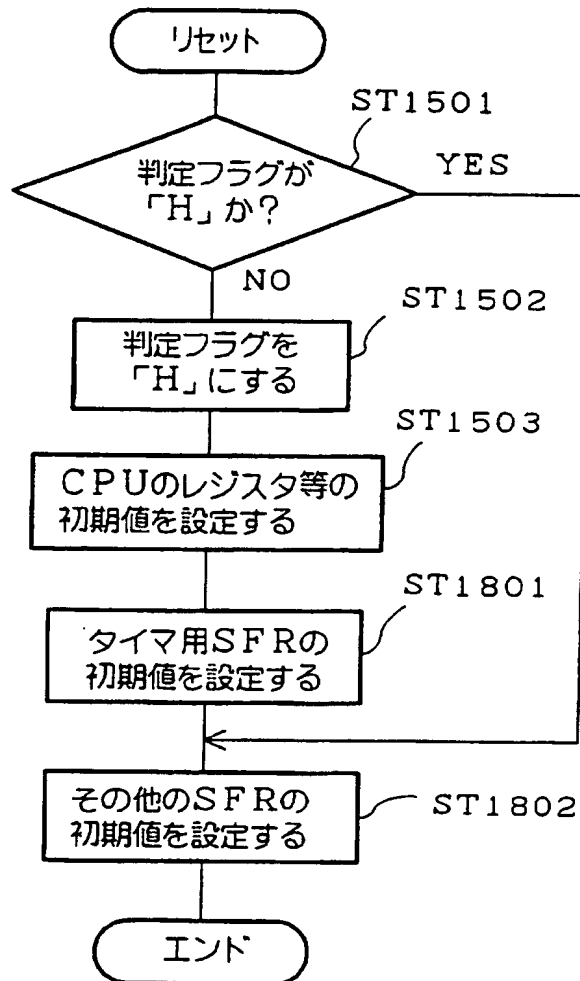 リセット
ST1501
判定フラグが
「H」か?
YES
NO
ST1502
判定フラグを
「H」にする
ST1503
CPUのレジスタ等の
初期値を設定する
ST1801
タイマ用SFRの
初期値を設定する
その他のSFRの
初期値を設定する
ST1802
エンド